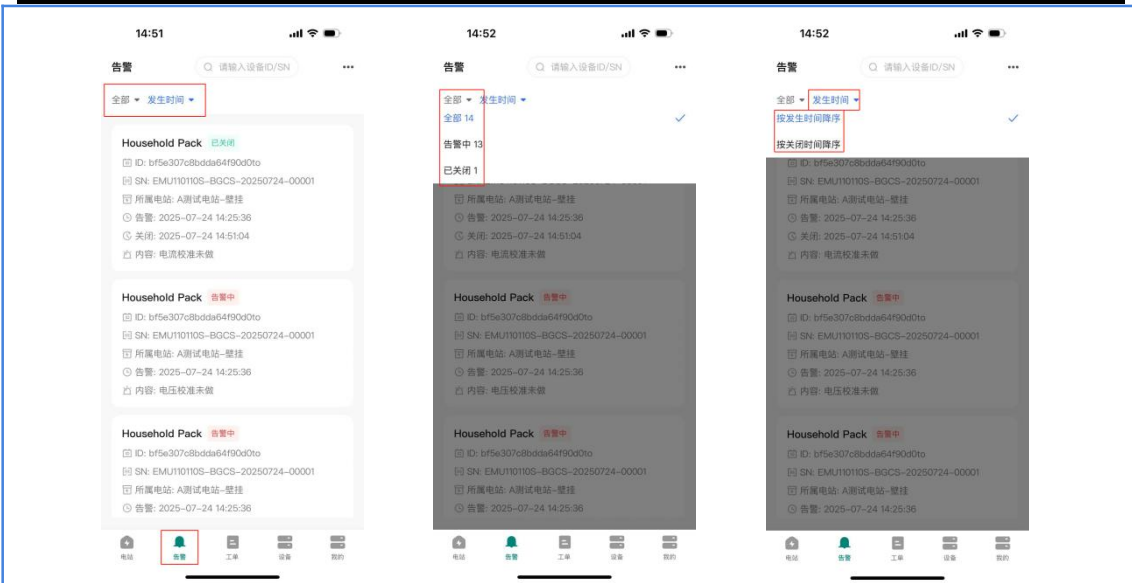 14:51
告警
请输入设备ID/SN
全部 发生时间
Household Pack 已关闭
ID: bf5e307c8bdda64f90d0to
SN: EMU110110S-BGCS-20250724-00001
所属电站: A测试电站-壁挂
告警: 2025-07-24 14:25:36
关闭: 2025-07-24 14:51:04
内容: 电流校准未做
Household Pack 告警中
ID: bf5e307c8bdda64f90d0to
SN: EMU110110S-BGCS-20250724-00001
所属电站: A测试电站-壁挂
告警: 2025-07-24 14:25:36
内容: 电压校准未做
Household Pack 告警中
ID: bf5e307c8bdda64f90d0to
SN: EMU110110S-BGCS-20250724-00001
所属电站: A测试电站-壁挂
告警: 2025-07-24 14:25:36
电站 告警 工单 设备 我的
14:52
告警
请输入设备ID/SN
全部 发生时间
全部 14
告警中 13
已关闭 1
所属电站: A测试电站-壁挂
告警: 2025-07-24 14:25:36
关闭: 2025-07-24 14:51:04
内容: 电流校准未做
Household Pack 告警中
ID: bf5e307c8bdda64f90d0to
SN: EMU110110S-BGCS-20250724-00001
所属电站: A测试电站-壁挂
告警: 2025-07-24 14:25:36
内容: 电压校准未做
Household Pack 告警中
ID: bf5e307c8bdda64f90d0to
SN: EMU110110S-BGCS-20250724-00001
所属电站: A测试电站-壁挂
告警: 2025-07-24 14:25:36
电站 告警 工单 设备 我的
14:52
告警
请输入设备ID/SN
全部 发生时间
按发生时间降序
按关闭时间降序
ID: bf5e307c8bdda64f90d0to
SN: EMU110110S-BGCS-20250724-00001
所属电站: A测试电站-壁挂
告警: 2025-07-24 14:25:36
关闭: 2025-07-24 14:51:04
内容: 电流校准未做
Household Pack 告警中
ID: bf5e307c8bdda64f90d0to
SN: EMU110110S-BGCS-20250724-00001
所属电站: A测试电站-壁挂
告警: 2025-07-24 14:25:36
内容: 电压校准未做
Household Pack 告警中
ID: bf5e307c8bdda64f90d0to
SN: EMU110110S-BGCS-20250724-00001
所属电站: A测试电站-壁挂
告警: 2025-07-24 14:25:36
电站 告警 工单 设备 我的